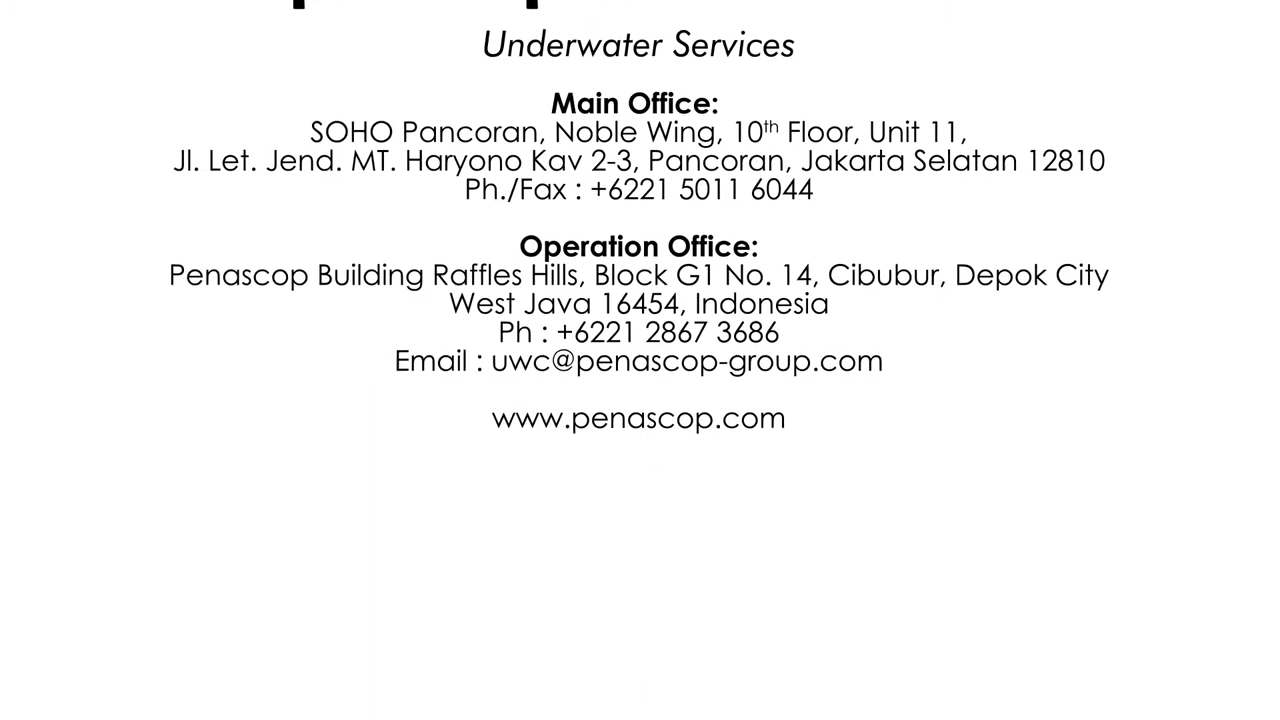 Underwater Services
Main Office:
SOHO Pancoran, Noble Wing, 10th Floor, Unit 11,
Jl. Let. Jend. MT. Haryono Kav 2-3, Pancoran, Jakarta Selatan 12810
Ph./Fax : +6221 5011 6044
Operation Office:
Penascop Building Raffles Hills, Block G1 No. 14, Cibubur, Depok City
West Java 16454, Indonesia
Ph : +6221 2867 3686
Email : uwc@penascop-group.com
www.penascop.com